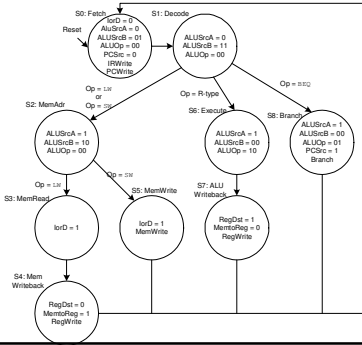 S0: Fetch
Reset
IorD = 0
AluSrcA = 0
ALUSrcB = 01
ALUOp = 00
PCSrc = 0
IRWrite
PCWrite
S1: Decode
ALUSrcA = 0
ALUSrcB = 11
ALUOp = 00
Op = LW
or
Op = SW
Op = R-type
Op = BEQ
S2: MemAdr
ALUSrcA = 1
ALUSrcB = 10
ALUOp = 00
S6: Execute
ALUSrcA = 1
ALUSrcB = 00
ALUOp = 10
S8: Branch
ALUSrcA = 1
ALUSrcB = 00
ALUOp = 01
PCSrc = 1
Branch
Op = LW
Op = SW
S3: MemRead
IorD = 1
S5: MemWrite
IorD = 1
MemWrite
S7: ALU
Writeback
RegDst = 1
MemtoReg = 0
RegWrite
S4: Mem
Writeback
RegDst = 0
MemtoReg = 1
RegWrite